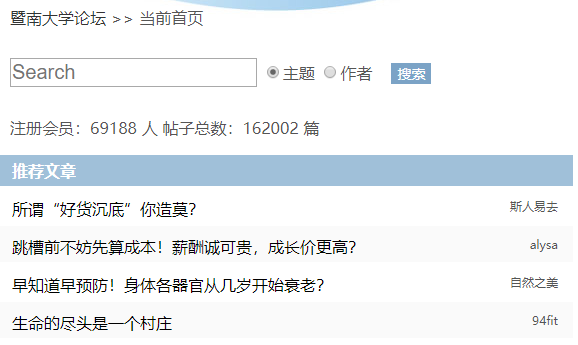 暨南大学论坛 >> 当前首页
Search 主题 作者 搜索
注册会员：69188 人 帖子总数：162002 篇
推荐文章
所谓“好货沉底”你造莫？ 斯人易去
跳槽前不妨先算成本！薪酬诚可贵，成长价更高？ alysa
早知道早预防！身体各器官从几岁开始衰老？ 自然之美
生命的尽头是一个村庄 94fit